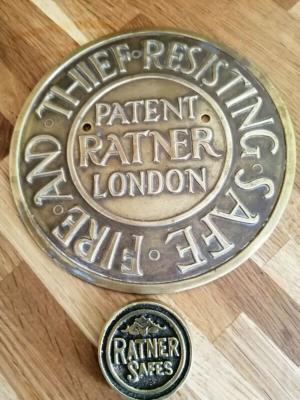 FIRE AND THIEF RESISTING SAFE
PATENT
RATNER
LONDON
RATNER
SAFES